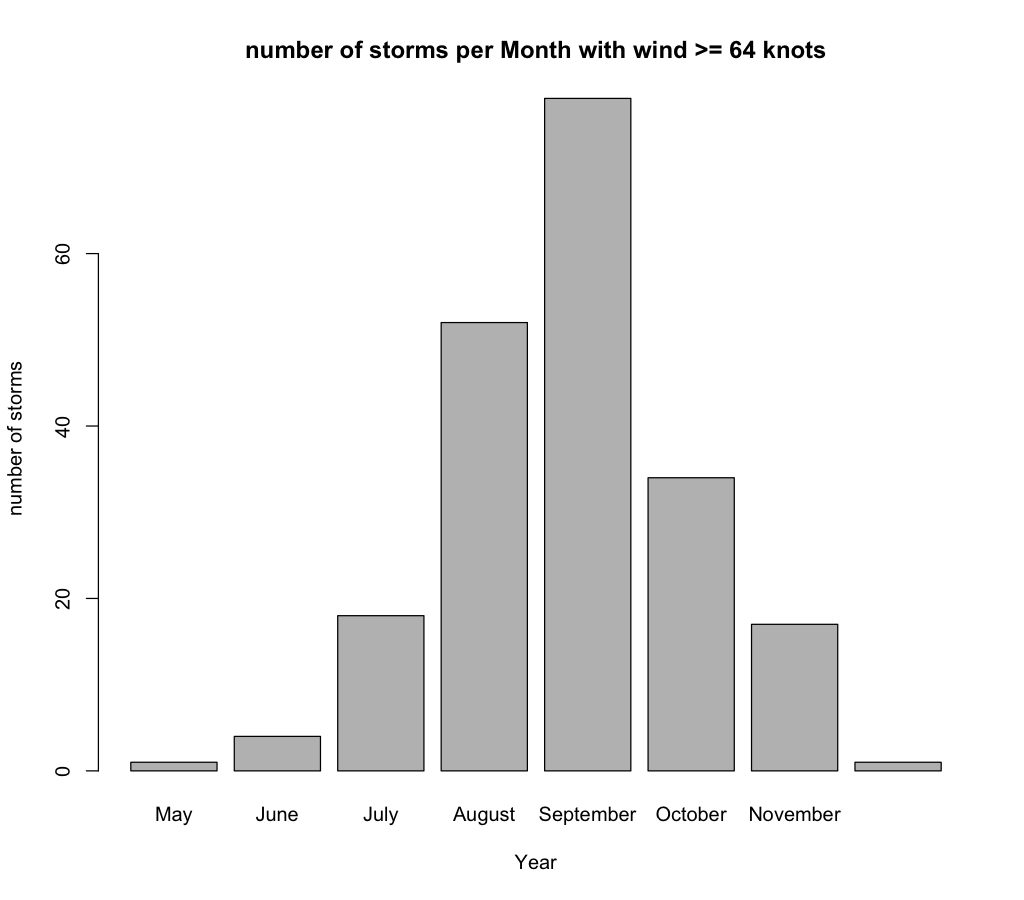 number of storms per Month with wind >= 64 knots
60
40
20
0
number of storms
May June July August September October November
Year